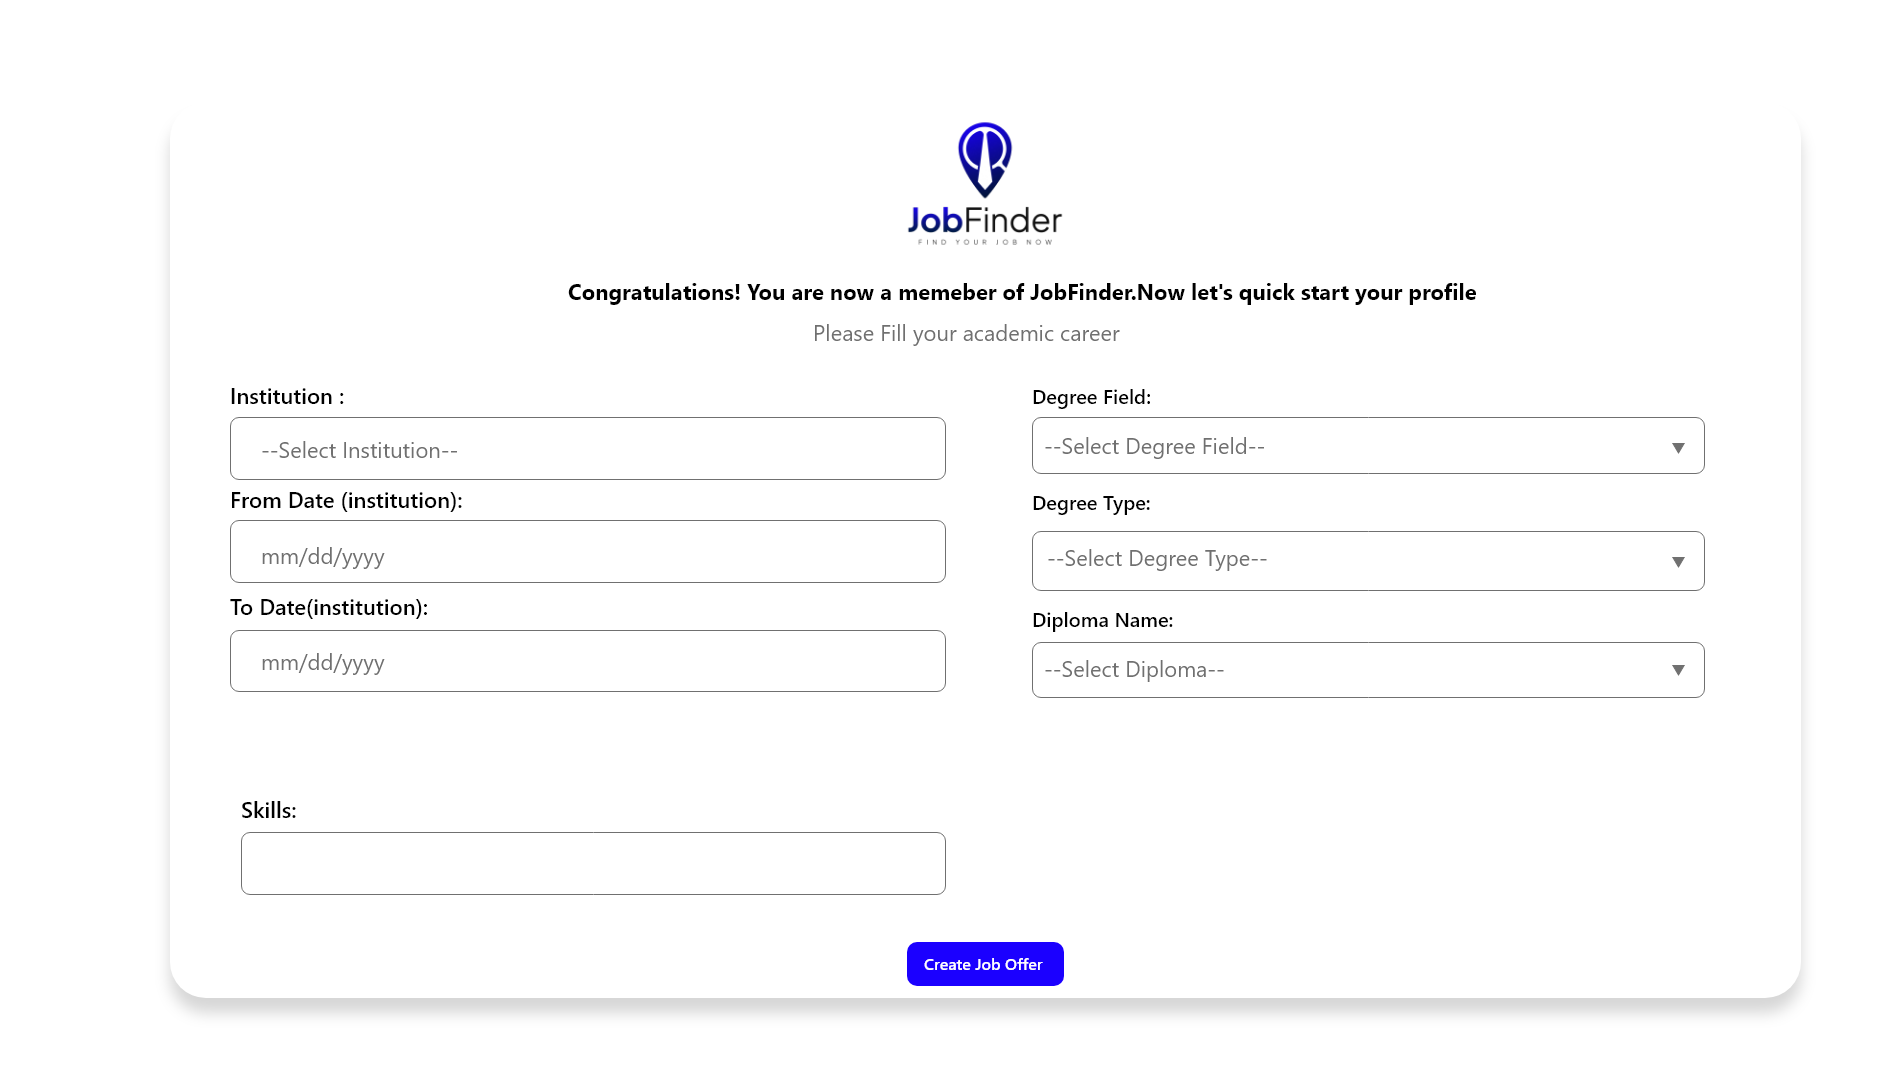 JobFinder
FIND YOUR JOB NOW
Congratulations! You are now a memeber of JobFinder.Now let's quick start your profile
Please Fill your academic career
Institution :
--Select Institution--
From Date (institution):
mm/dd/yyyy
To Date(institution):
mm/dd/yyyy
Degree Field:
--Select Degree Field--
Degree Type:
--Select Degree Type--
Diploma Name:
--Select Diploma--
Skills:
Create Job Offer